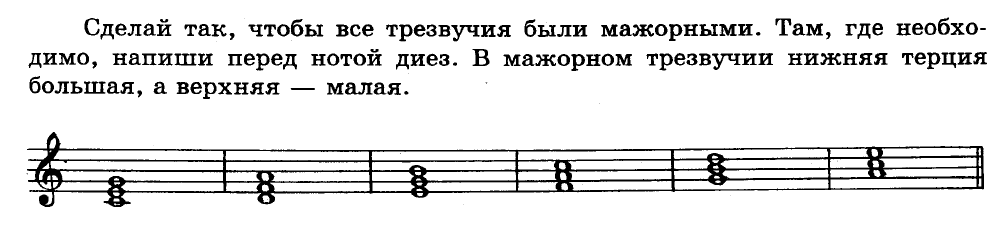 Сделай так, чтобы все трезвучия были мажорными. Там, где необхо-
димо, напиши перед нотой диез. В мажорном трезвучии нижняя терция
большая, а верхняя — малая.